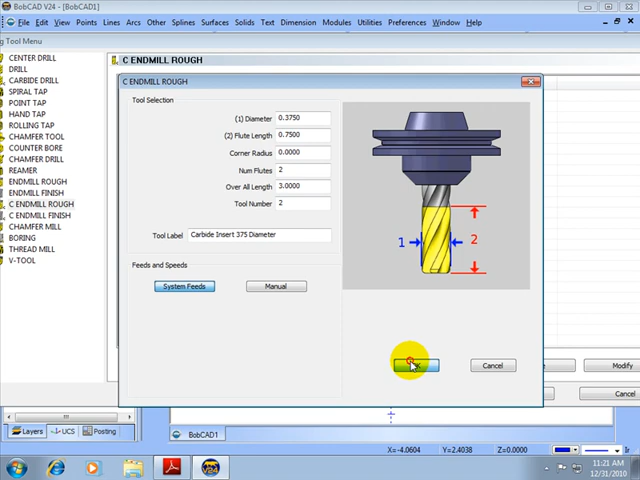 BobCAD V24 - [BobCAD1]
File Edit View Points Lines Arcs Splines Surfaces Solids Text Dimension Modules Utilities Preferences Window Help
Tool Menu
CENTER DRILL
DRILL
CARBIDE DRILL
SPIRAL TAP
POINT TAP
HAND TAP
ROLLING TAP
CHAMFER TOOL
COUNTER BORE
CHAMFER DRILL
REAMER
ENDMILL ROUGH
ENDMILL FINISH
C ENDMILL ROUGH
C ENDMILL FINISH
CHAMFER MILL
BORING
THREAD MILL
V-TOOL
C ENDMILL ROUGH
C ENDMILL ROUGH
Tool Selection
(1) Diameter 0.3750
(2) Flute Length 0.7500
Corner Radius 0.0000
Num Flutes 2
Over All Length 3.0000
Tool Number 2
Tool Label Carbide Insert 375 Diameter
Feeds and Speeds
System Feeds Manual
1
2
Cancel
Modify
Cancel
Layers UCS Posting
BobCAD1
X=-4.0604 Y=2.4038 Z=0.0000
11:21 AM
12/31/2010